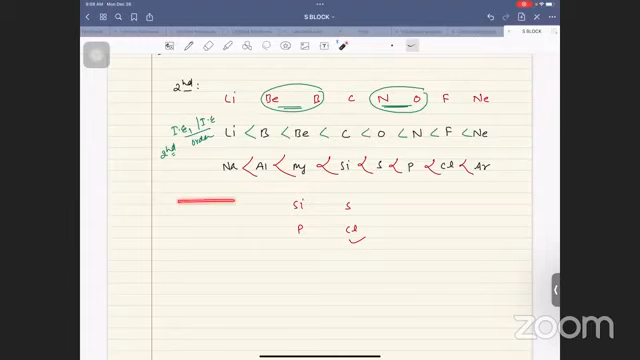 9:08 AM Mon Dec 26
S BLOCK
S BLOCK
2nd :
Li Be B C N O F Ne
I.E1 / I.E order 2nd
Li < B < Be < C < O < N < F < Ne
Na < Al < Mg < Si < S < P < Cl < Ar
Si S
P Cl
zoom